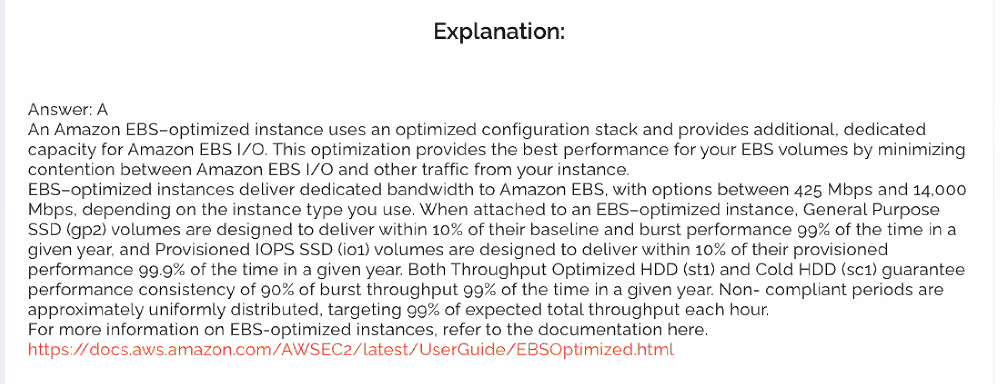 Explanation:
Answer: A
An Amazon EBS–optimized instance uses an optimized configuration stack and provides additional, dedicated
capacity for Amazon EBS I/O. This optimization provides the best performance for your EBS volumes by minimizing
contention between Amazon EBS I/O and other traffic from your instance.
EBS–optimized instances deliver dedicated bandwidth to Amazon EBS, with options between 425 Mbps and 14,000
Mbps, depending on the instance type you use. When attached to an EBS–optimized instance, General Purpose
SSD (gp2) volumes are designed to deliver within 10% of their baseline and burst performance 99% of the time in a
given year, and Provisioned IOPS SSD (io1) volumes are designed to deliver within 10% of their provisioned
performance 99.9% of the time in a given year. Both Throughput Optimized HDD (st1) and Cold HDD (sc1) guarantee
performance consistency of 90% of burst throughput 99% of the time in a given year. Non- compliant periods are
approximately uniformly distributed, targeting 99% of expected total throughput each hour.
For more information on EBS-optimized instances, refer to the documentation here.
https://docs.aws.amazon.com/AWSEC2/latest/UserGuide/EBSOptimized.html